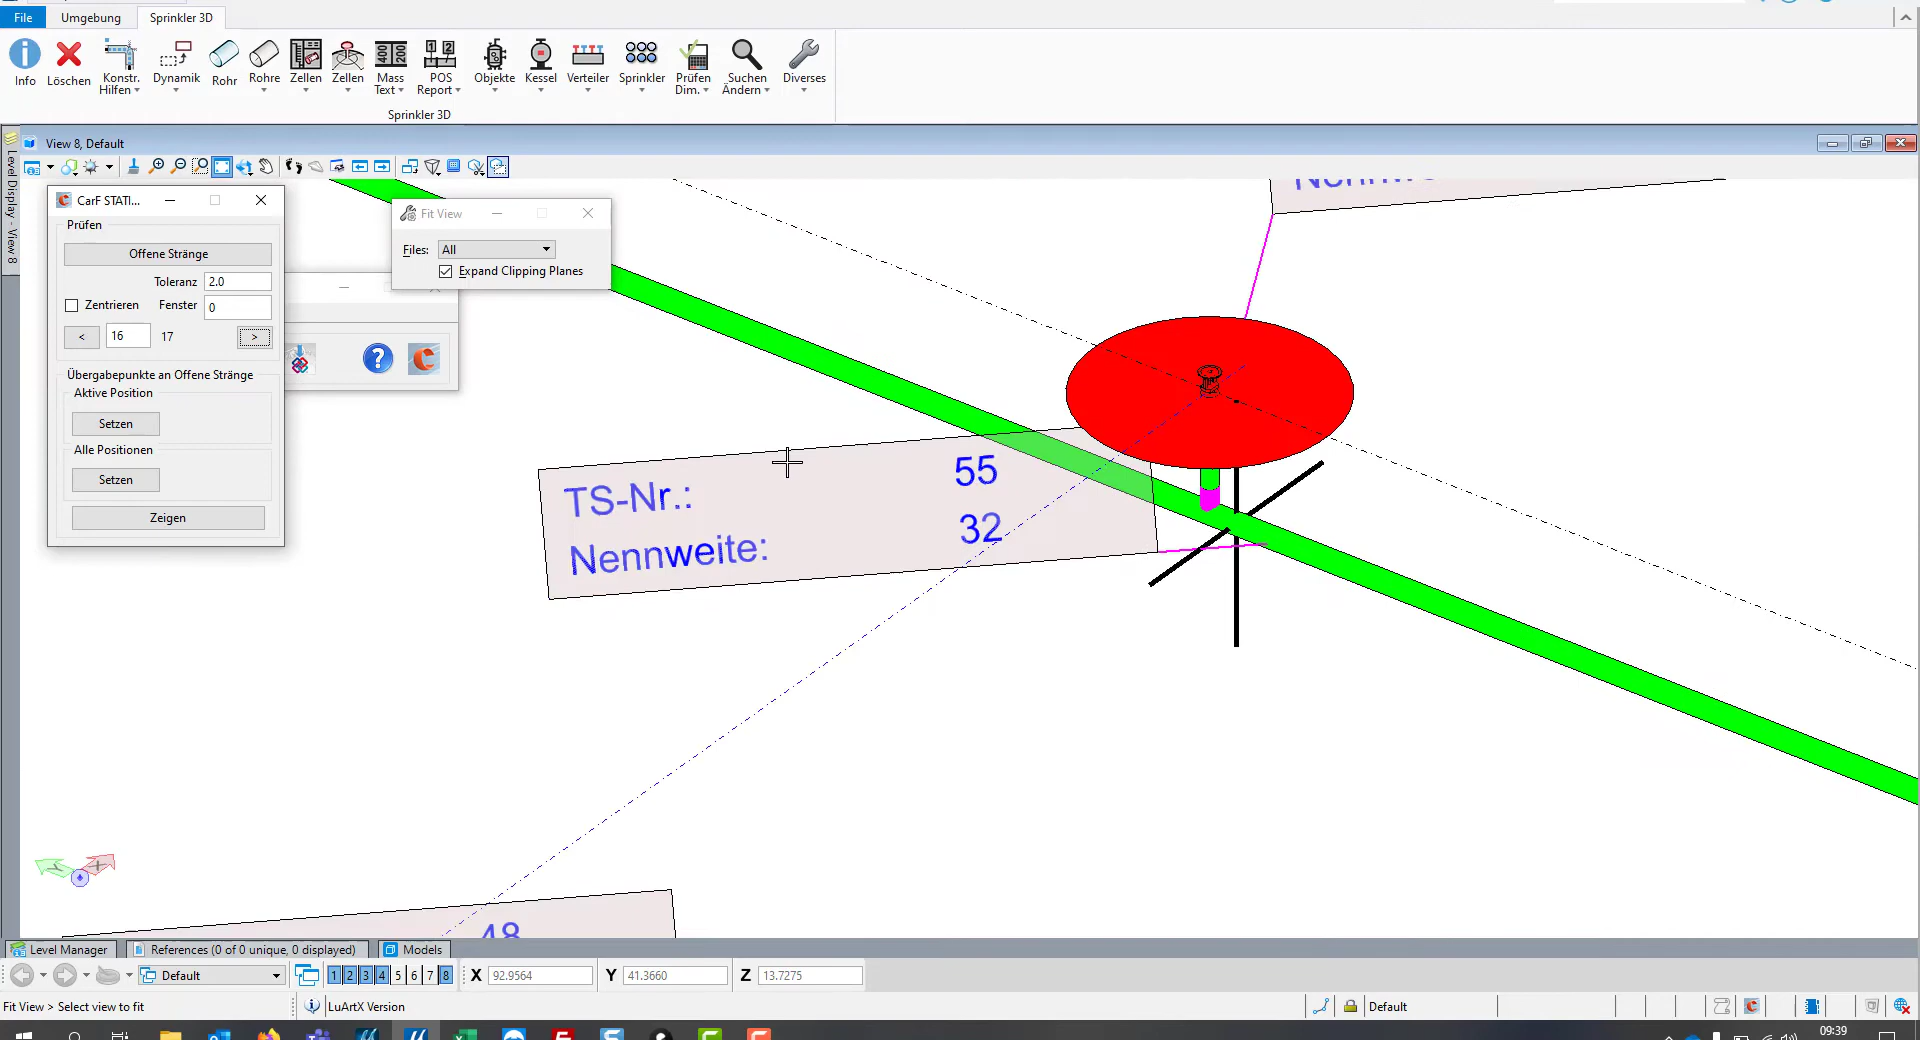 File Umgebung Sprinkler 3D
Info Löschen Konstr. Hilfen Dynamik Rohr Rohre Zellen Zellen Mass Text POS Report Objekte Kessel Verteiler Sprinkler Prüfen Dim. Suchen Ändern Diverses
Sprinkler 3D
View 8, Default
Level Display - View 8
CarF STATI...
Prüfen
Offene Stränge
Toleranz 2.0
Zentrieren Fenster 0
< 16 17 >
Übergabepunkte an Offene Stränge
Aktive Position
Setzen
Alle Positionen
Setzen
Zeigen
Fit View
Files: All
Expand Clipping Planes
TS-Nr.: 55
Nennweite: 32
48
Level Manager References (0 of 0 unique, 0 displayed) Models
Default 1 2 3 4 5 6 7 8 X 92.9564 Y 41.3660 Z 13.7275
Fit View > Select view to fit LuArtX Version Default
09:39